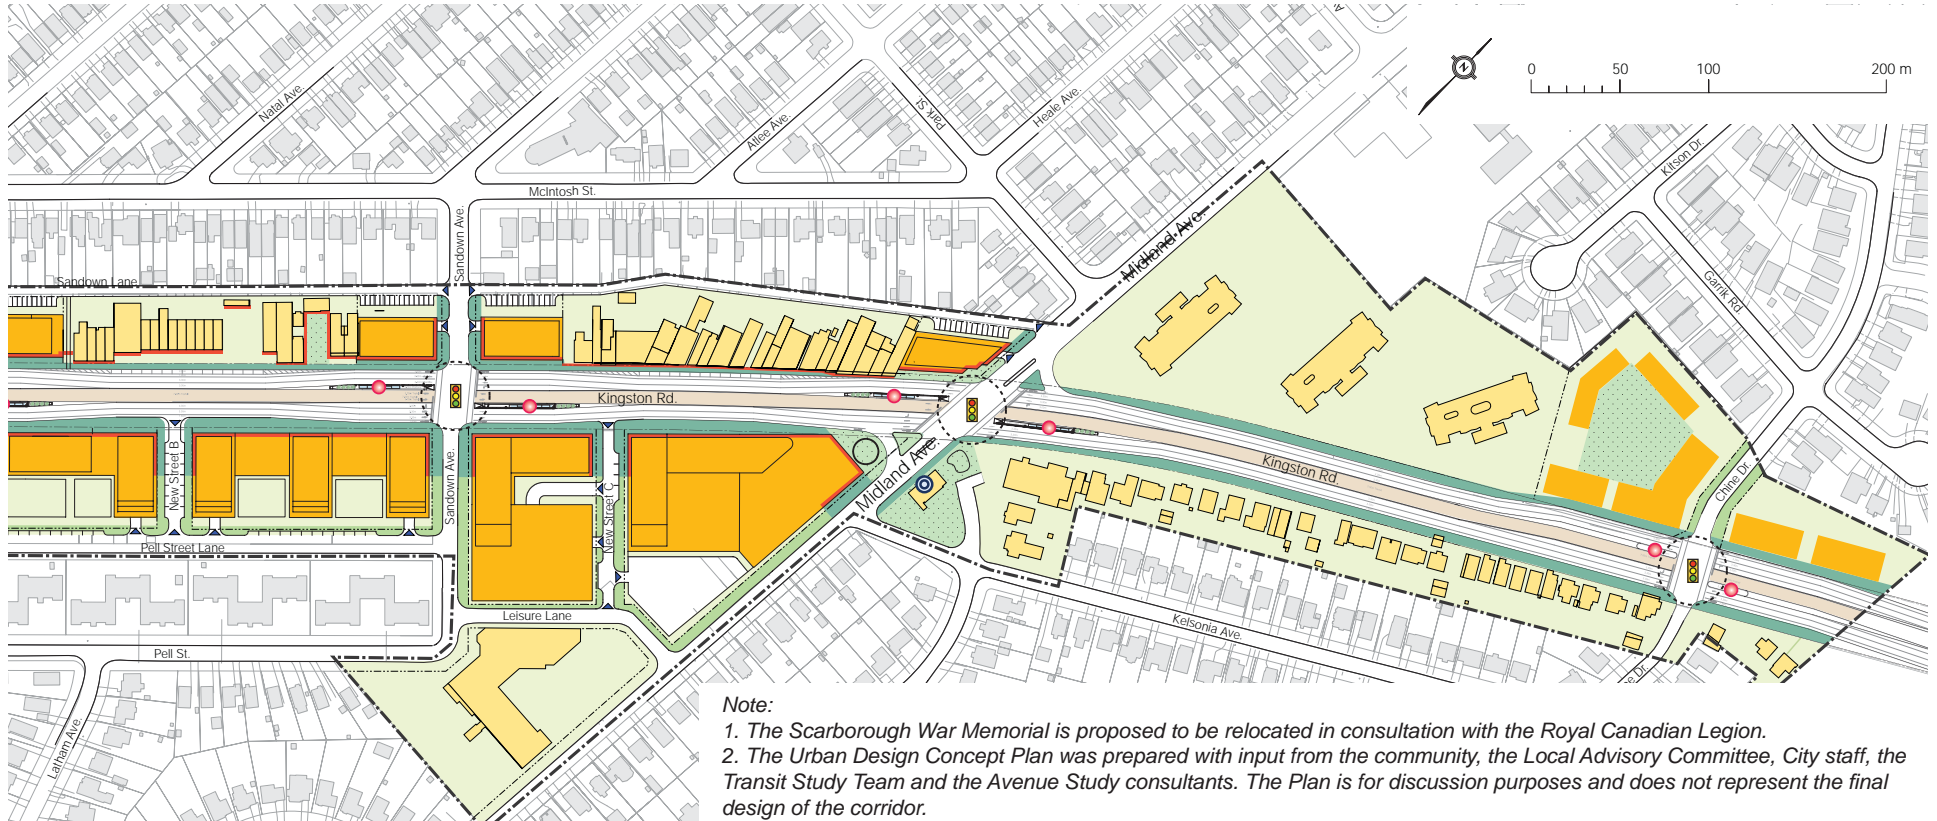 N
0 50 100 200 m
Natal Ave.
Atlee Ave.
Park St.
Heale Ave.
Kitson Dr.
McIntosh St.
Sandown Ave.
Midland Ave.
Sandown Lane
Garrik Rd
Kingston Rd.
Midland Ave.
Kingston Rd.
Chine Dr.
New Street B
Sandown Ave.
New Street C
Pell Street Lane
Leisure Lane
Kelsonia Ave.
Pell St.
Latham Ave.
e Dr.
Note:
1. The Scarborough War Memorial is proposed to be relocated in consultation with the Royal Canadian Legion.
2. The Urban Design Concept Plan was prepared with input from the community, the Local Advisory Committee, City staff, the
Transit Study Team and the Avenue Study consultants. The Plan is for discussion purposes and does not represent the final
design of the corridor.